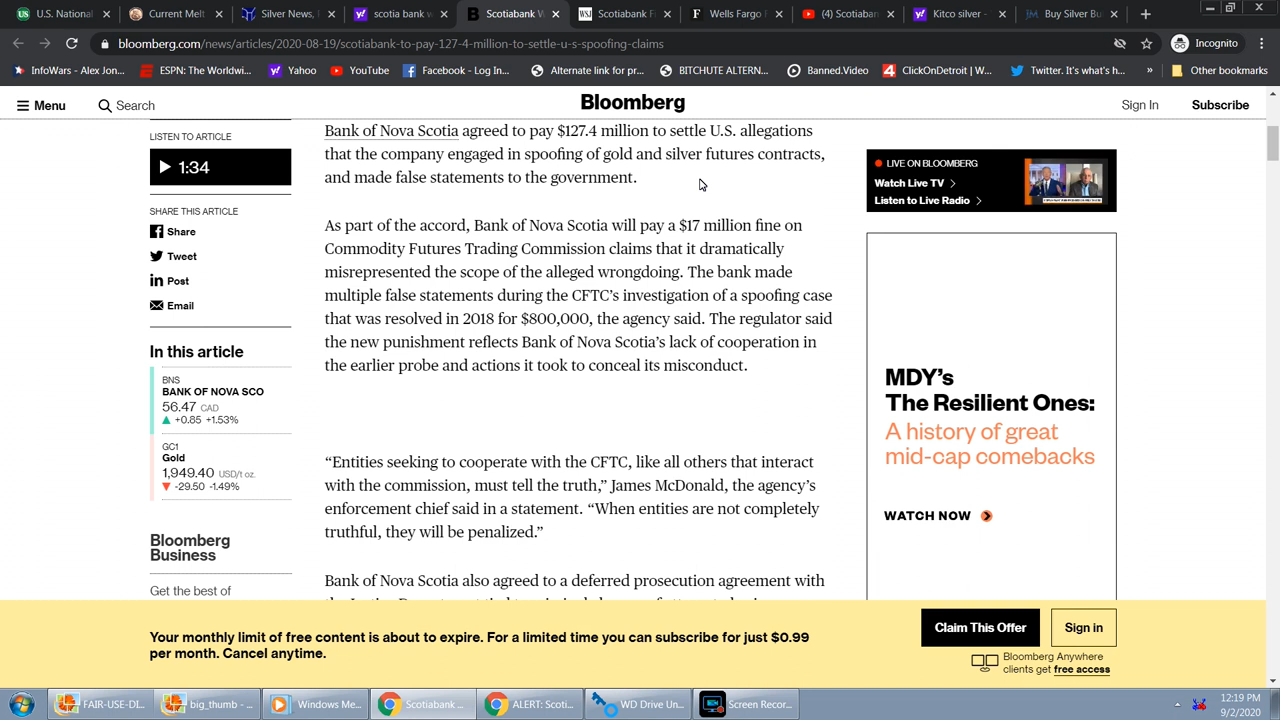 Silver News,
Scotiabank W
Scotiabank Fi
Wells Fargo A
(4) Scotiaba
Kitco silver -
Buy Silver Bu
bloomberg.com/news/articles/2020-08-19/scotiabank-to-pay-127-4-million-to-settle-u-s-spoofing-claims
Incognito
InfoWars - Alex Jon...
ESPN: The Worldwi...
Yahoo
YouTube
Facebook - Log In...
Alternate link for pr...
BITCHUTE ALTERN...
Banned.Video
ClickOnDetroit | W...
Twitter. It's what's h...
»
Other bookmarks
Menu
Search
Bloomberg
Sign In
Subscribe
LISTEN TO ARTICLE
1:34
SHARE THIS ARTICLE
Share
Tweet
Post
Email
In this article
BNS
BANK OF NOVA SCO
56.47 CAD
+0.85 +1.53%
GC1
Gold
1,949.40 USD/t oz.
-29.50 -1.49%
Bloomberg
Business
Get the best of
Bank of Nova Scotia agreed to pay $127.4 million to settle U.S. allegations
that the company engaged in spoofing of gold and silver futures contracts,
and made false statements to the government.
As part of the accord, Bank of Nova Scotia will pay a $17 million fine on
Commodity Futures Trading Commission claims that it dramatically
misrepresented the scope of the alleged wrongdoing. The bank made
multiple false statements during the CFTC's investigation of a spoofing case
that was resolved in 2018 for $800,000, the agency said. The regulator said
the new punishment reflects Bank of Nova Scotia's lack of cooperation in
the earlier probe and actions it took to conceal its misconduct.
“Entities seeking to cooperate with the CFTC, like all others that interact
with the commission, must tell the truth,” James McDonald, the agency's
enforcement chief said in a statement. “When entities are not completely
truthful, they will be penalized.”
Bank of Nova Scotia also agreed to a deferred prosecution agreement with
LIVE ON BLOOMBERG
Watch Live TV
Listen to Live Radio
MDY's
The Resilient Ones:
A history of great
mid-cap comebacks
WATCH NOW
Your monthly limit of free content is about to expire. For a limited time you can subscribe for just $0.99
per month. Cancel anytime.
Claim This Offer
Sign in
Bloomberg Anywhere
clients get free access
FAIR-USE-DI...
big_thumb - ...
Windows Me...
Scotiabank ...
ALERT: Scoti...
WD Drive Un...
Screen Recor...
12:19 PM
9/2/2020